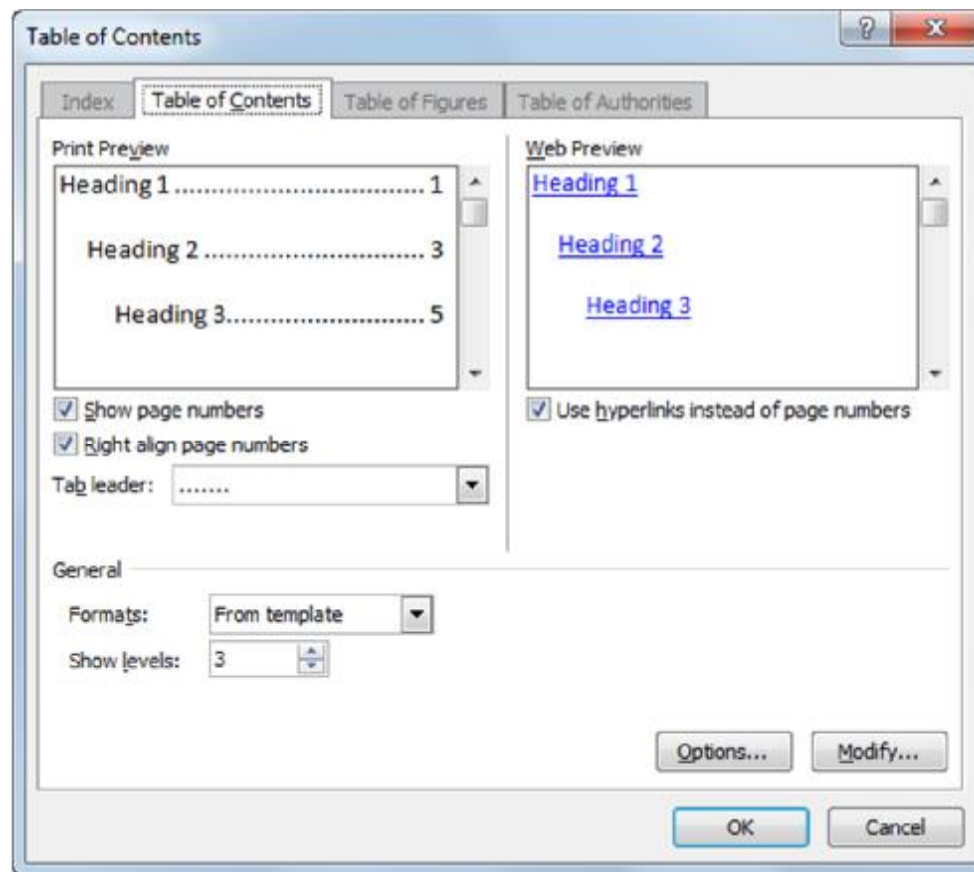 Table of Contents
Index Table of Contents Table of Figures Table of Authorities
Print Preview
Heading 1 .................................. 1
Heading 2 .............................. 3
Heading 3........................... 5
Show page numbers
Right align page numbers
Tab leader: .......
Web Preview
Heading 1
Heading 2
Heading 3
Use hyperlinks instead of page numbers
General
Formats: From template
Show levels: 3
Options... Modify...
OK Cancel